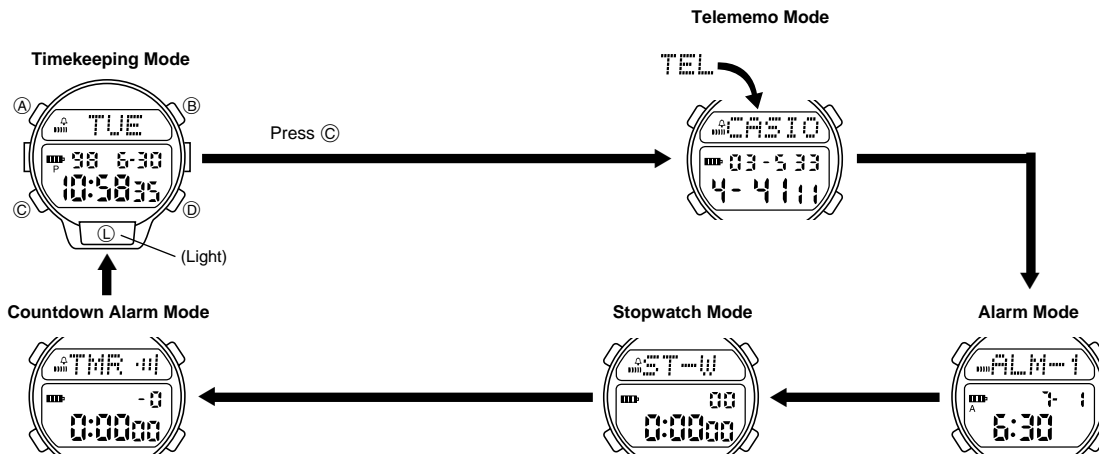 Telememo Mode
Timekeeping Mode
TEL
Ⓐ
Ⓑ
TUE
CASIO
Press Ⓒ
P
98 6-30
10:58 35
03-533
4-4111
Ⓒ
Ⓓ
Ⓛ
(Light)
Countdown Alarm Mode
Stopwatch Mode
Alarm Mode
TMR
ST-W
ALM-1
-0
00
A
7- 1
0:00 00
0:00 00
6:30